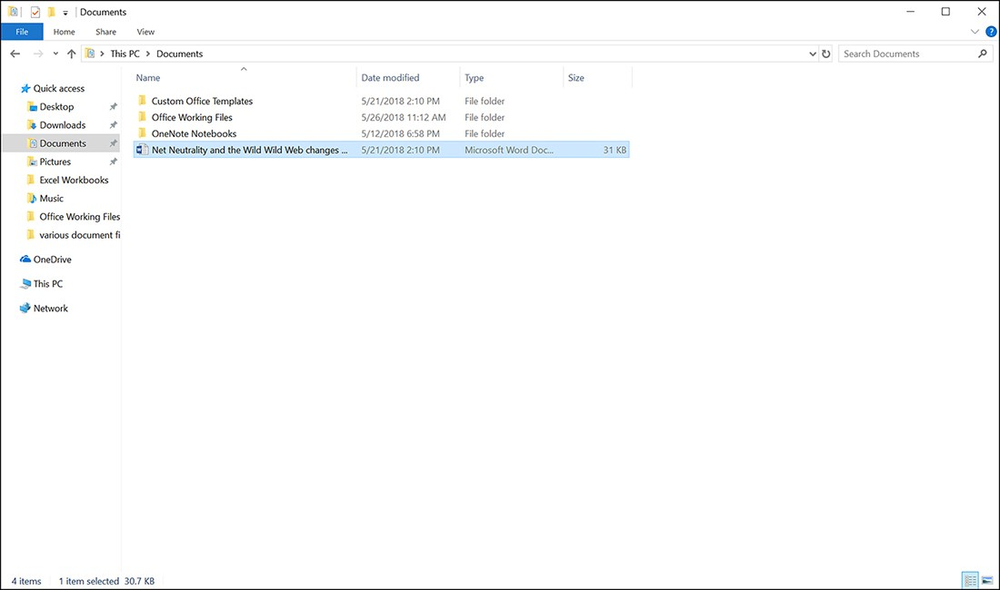 Documents
File Home Share View
?
This PC > Documents
Search Documents
Name Date modified Type Size
Quick access
Desktop
Downloads
Documents
Pictures
Excel Workbooks
Music
Office Working Files
various document fi
OneDrive
This PC
Network
Custom Office Templates 5/21/2018 2:10 PM File folder
Office Working Files 5/26/2018 11:12 AM File folder
OneNote Notebooks 5/12/2018 6:58 PM File folder
Net Neutrality and the Wild Wild Web changes ... 5/21/2018 2:10 PM Microsoft Word Doc... 31 KB
4 items 1 item selected 30.7 KB